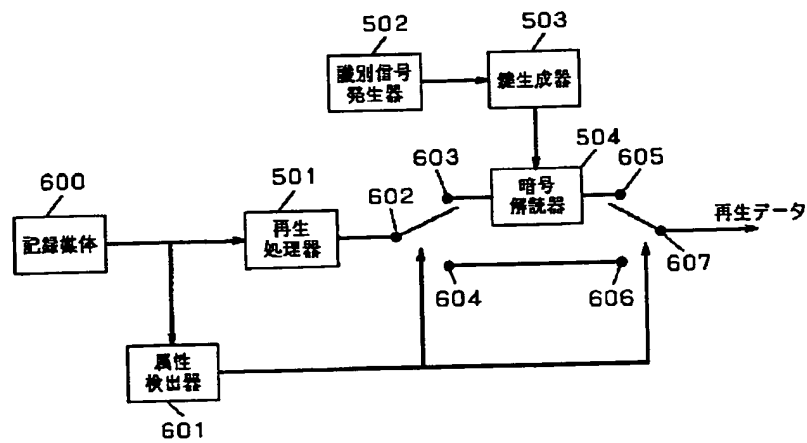 502
503
識別信号
発生器
鍵生成器
504
603
605
600
501
602
暗号
解読器
再生データ
記録媒体
再生
処理器
607
604
606
属性
検出器
601